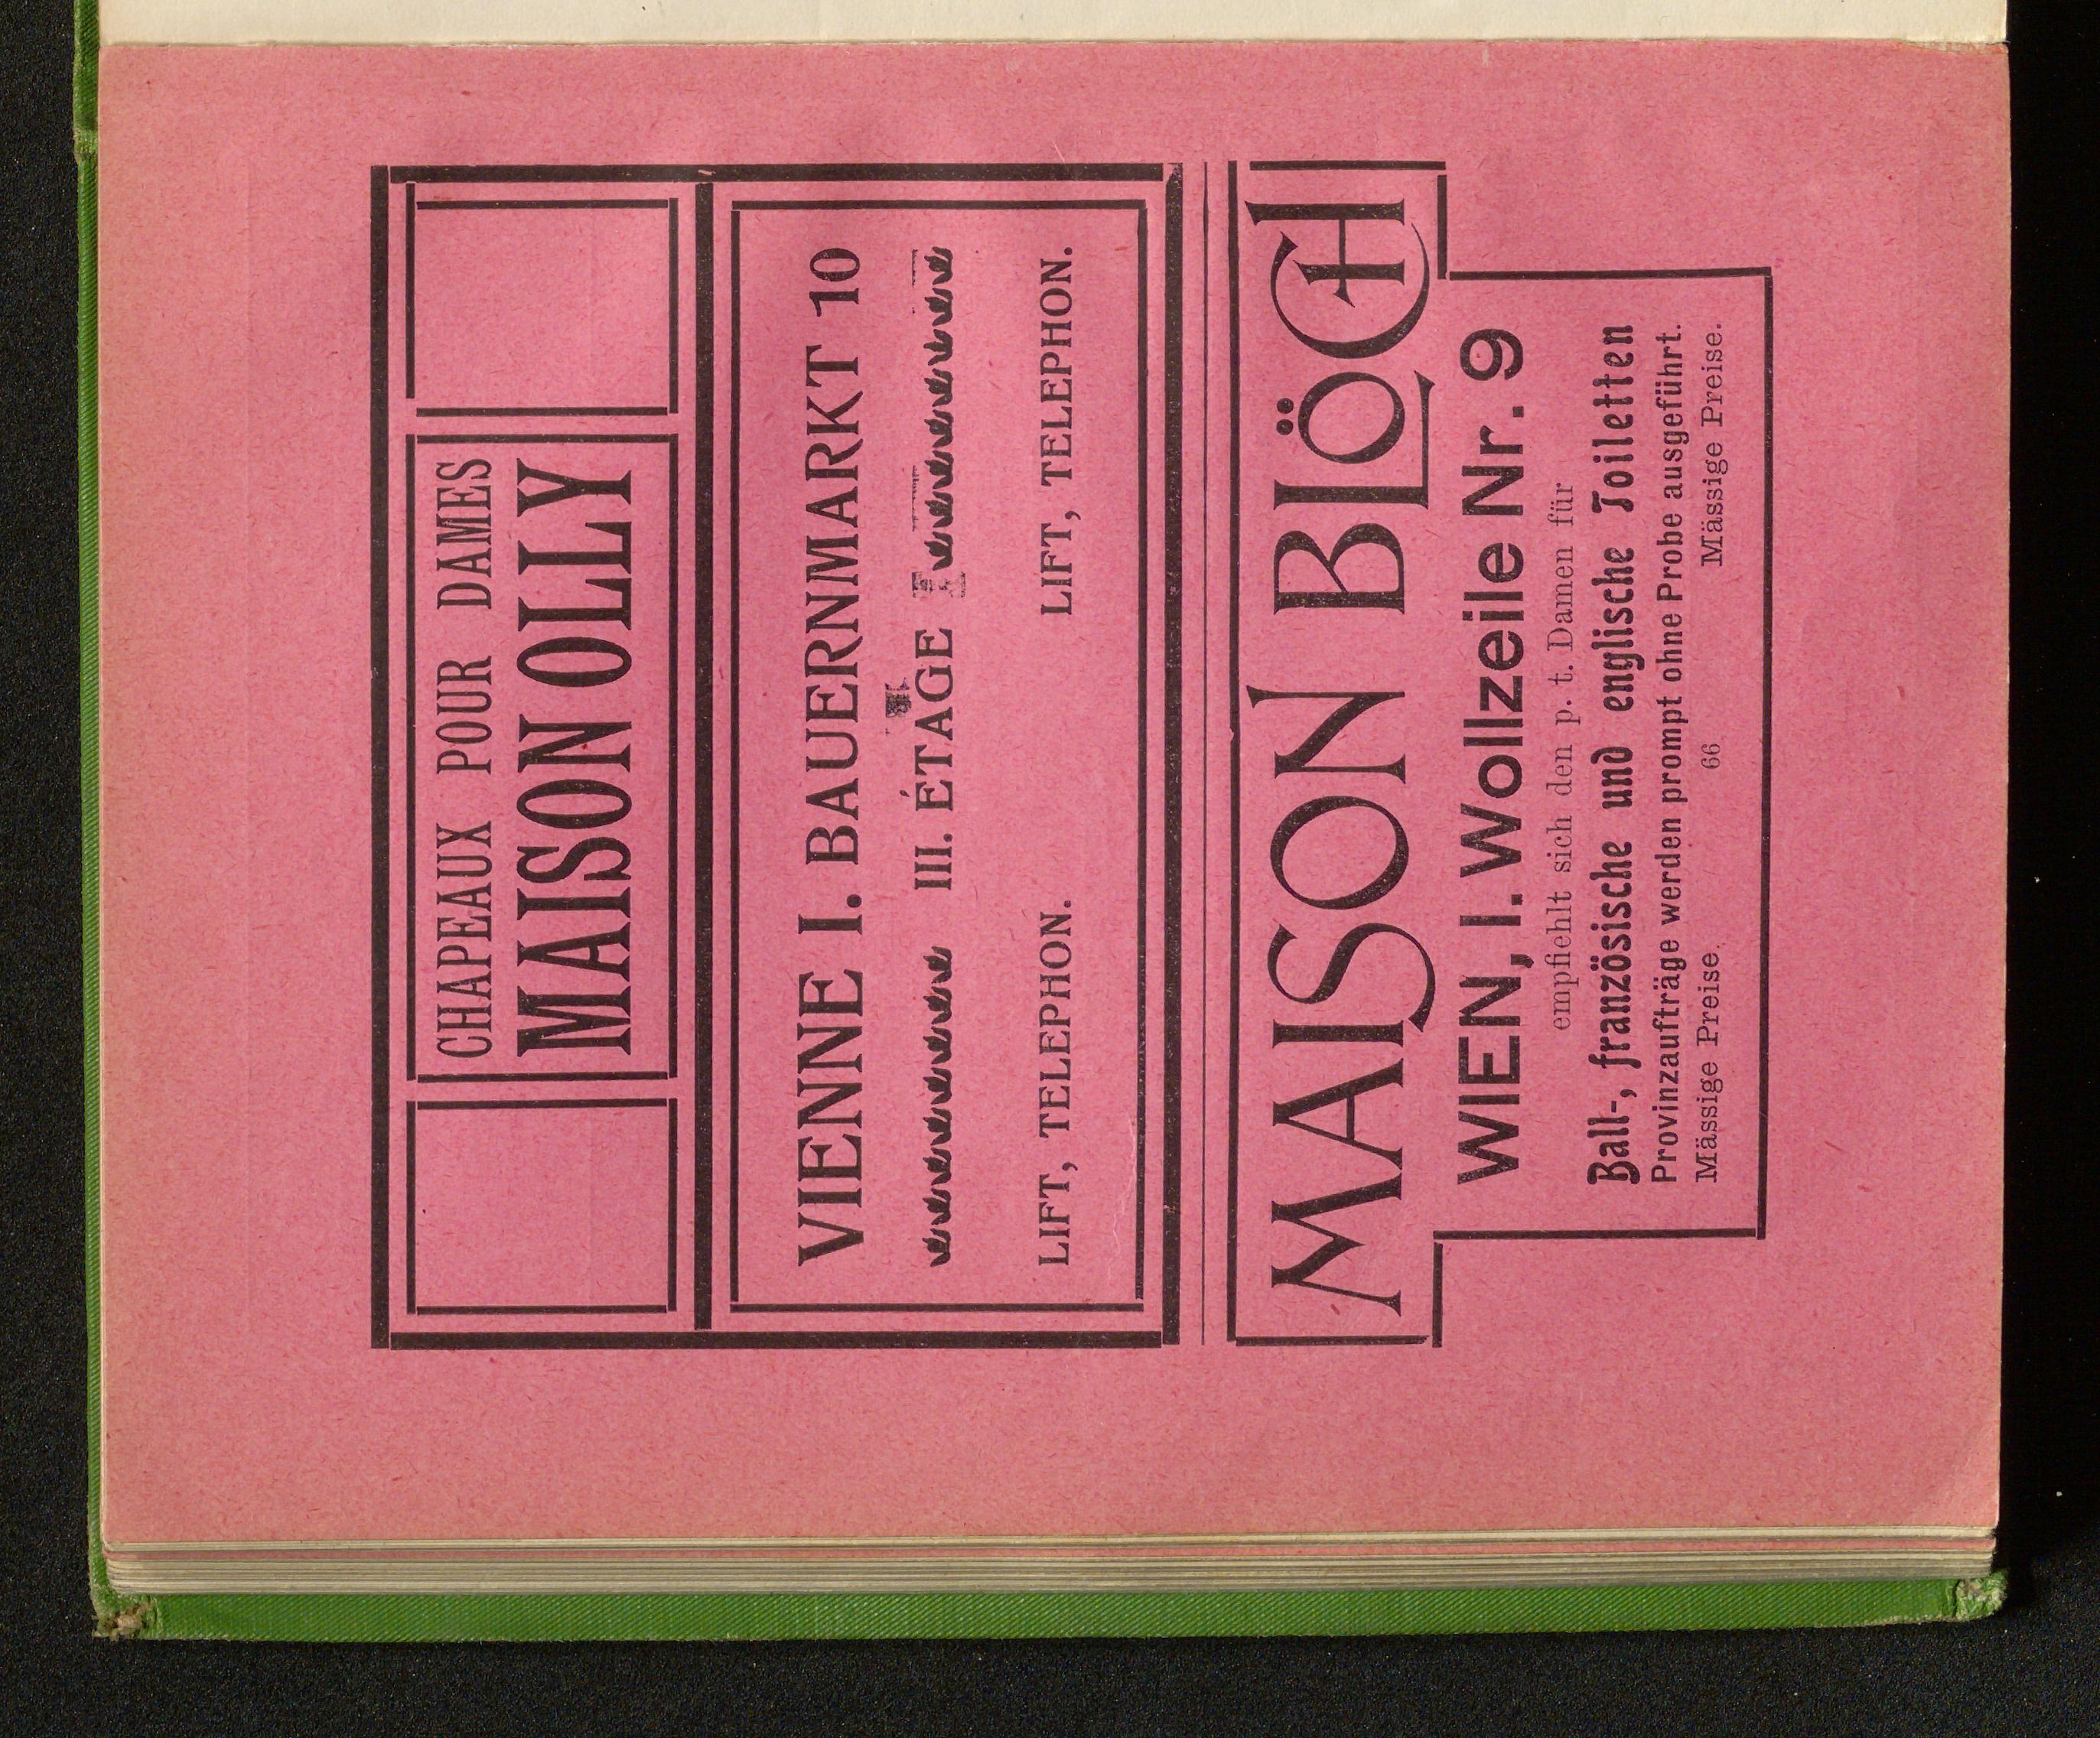 CHAPEAUX POUR DAMES
MAISON OLLY
VIENNE I. BAUERNMARKT 10
III. ÉTAGE
LIFT, TELEPHON. LIFT, TELEPHON.
MAISON BLÖCH
WIEN, I. Wollzeile Nr. 9
empfiehlt sich den p. t. Damen für
Ball-, französische und englische Toiletten
Provinzaufträge werden prompt ohne Probe ausgeführt.
Mässige Preise. 66 Mässige Preise.